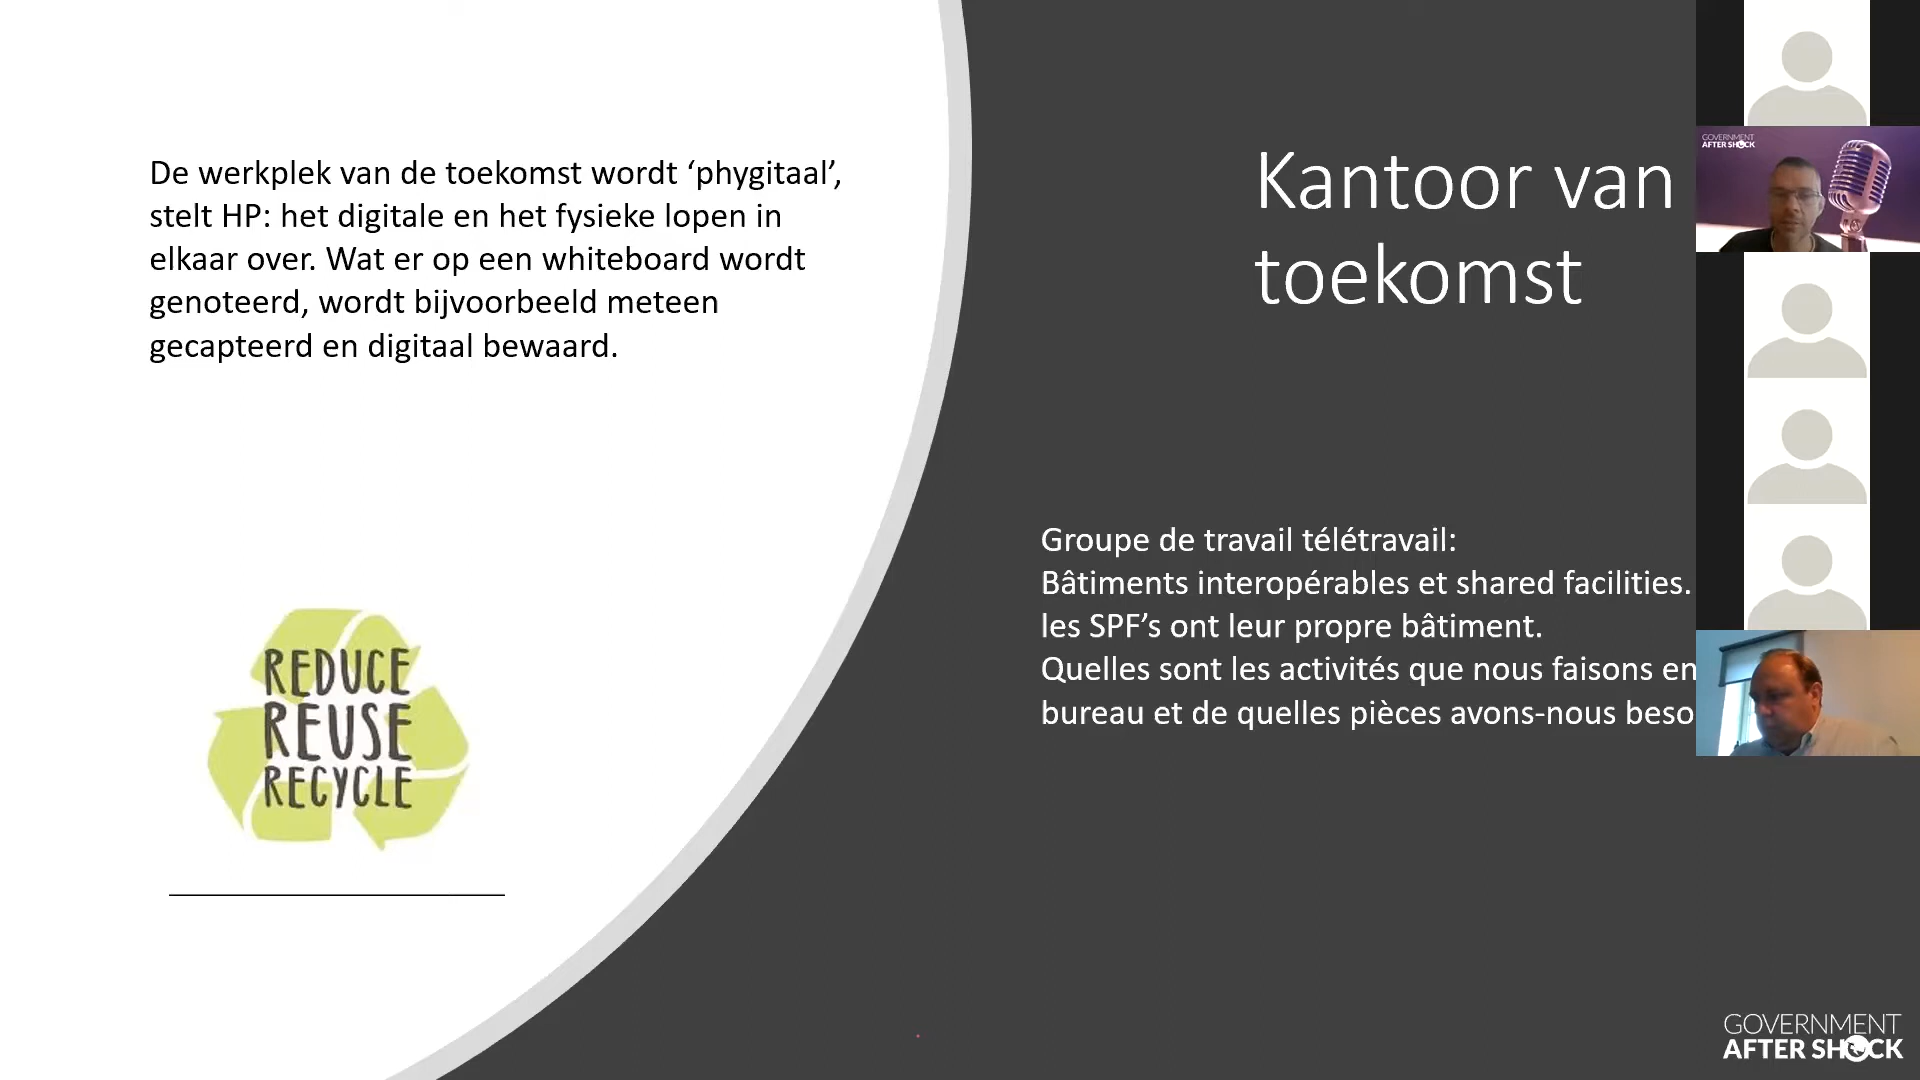 De werkplek van de toekomst wordt ‘phygitaal’,
stelt HP: het digitale en het fysieke lopen in
elkaar over. Wat er op een whiteboard wordt
genoteerd, wordt bijvoorbeeld meteen
gecapteerd en digitaal bewaard.
REDUCE
REUSE
RECYCLE
Kantoor van
toekomst
Groupe de travail télétravail:
Bâtiments interopérables et shared facilities.
les SPF’s ont leur propre bâtiment.
Quelles sont les activités que nous faisons en
bureau et de quelles pièces avons-nous
GOVERNMENT
AFTER SHOCK
GOVERNMENT
AFTER SHOCK